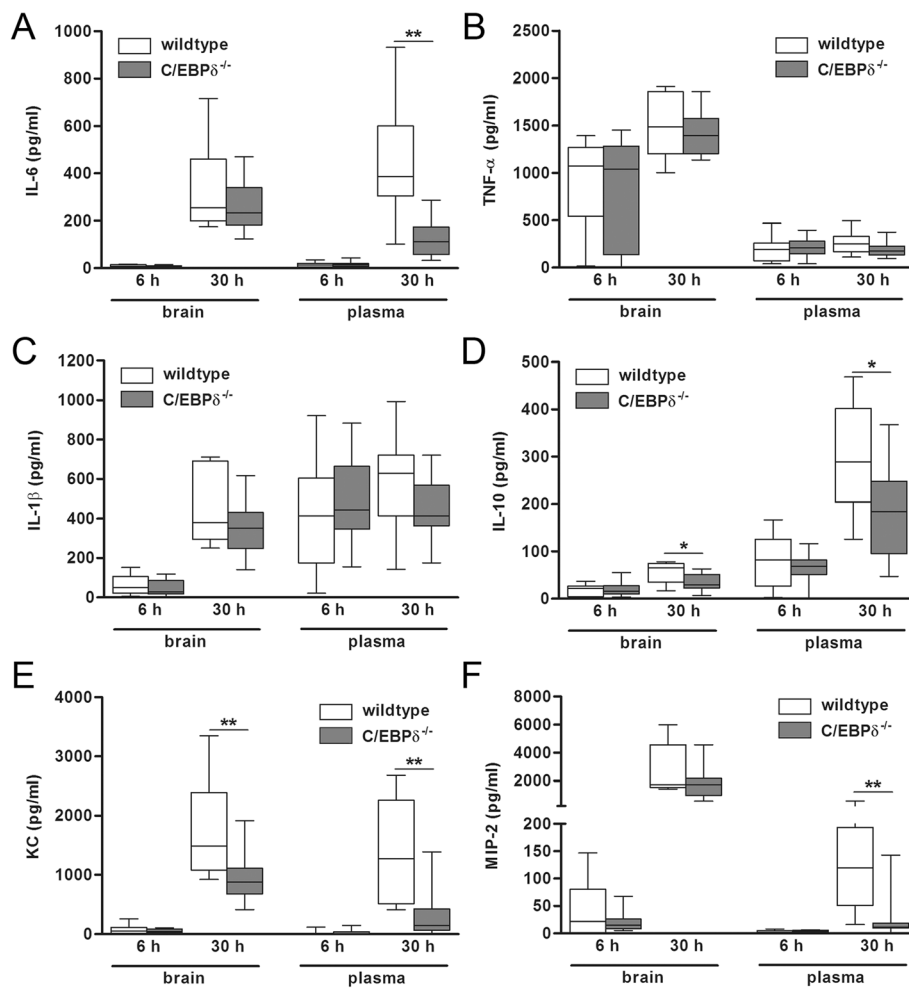 A
IL-6 (pg/ml)
1000
800
600
400
200
0
wildtype
C/EBPδ-/-
**
6 h 30 h 6 h 30 h
brain plasma
B
TNF-α (pg/ml)
2500
2000
1500
1000
500
0
wildtype
C/EBPδ-/-
6 h 30 h 6 h 30 h
brain plasma
C
IL-1β (pg/ml)
1200
1000
800
600
400
200
0
wildtype
C/EBPδ-/-
6 h 30 h 6 h 30 h
brain plasma
D
IL-10 (pg/ml)
500
400
300
200
100
0
wildtype
C/EBPδ-/-
*
*
6 h 30 h 6 h 30 h
brain plasma
E
KC (pg/ml)
4000
3000
2000
1000
0
wildtype
C/EBPδ-/-
**
**
6 h 30 h 6 h 30 h
brain plasma
F
MIP-2 (pg/ml)
8000
6000
4000
2000
200
150
100
50
0
wildtype
C/EBPδ-/-
**
6 h 30 h 6 h 30 h
brain plasma